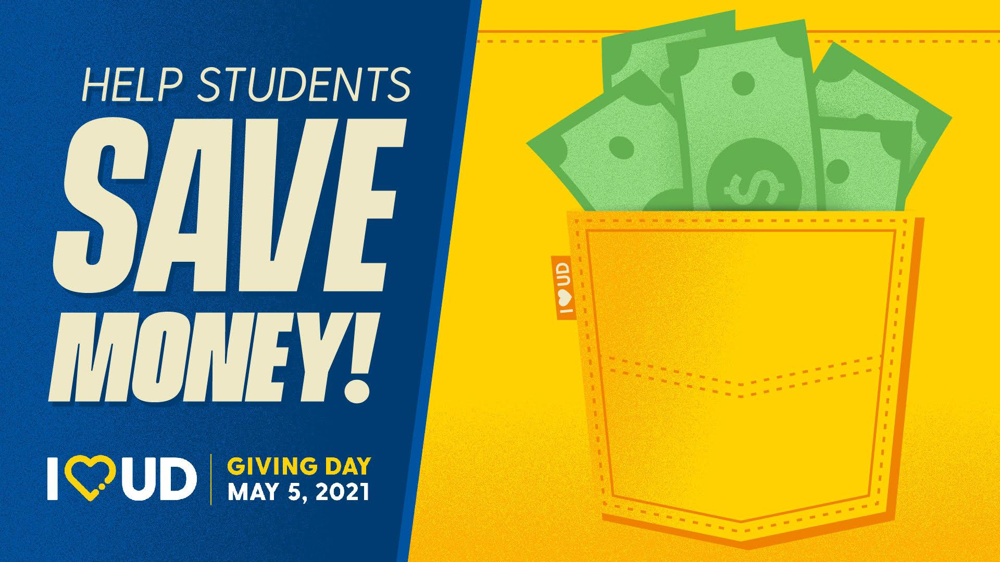 HELP STUDENTS
SAVE
MONEY!
I UD
GIVING DAY
MAY 5, 2021
$
I UD